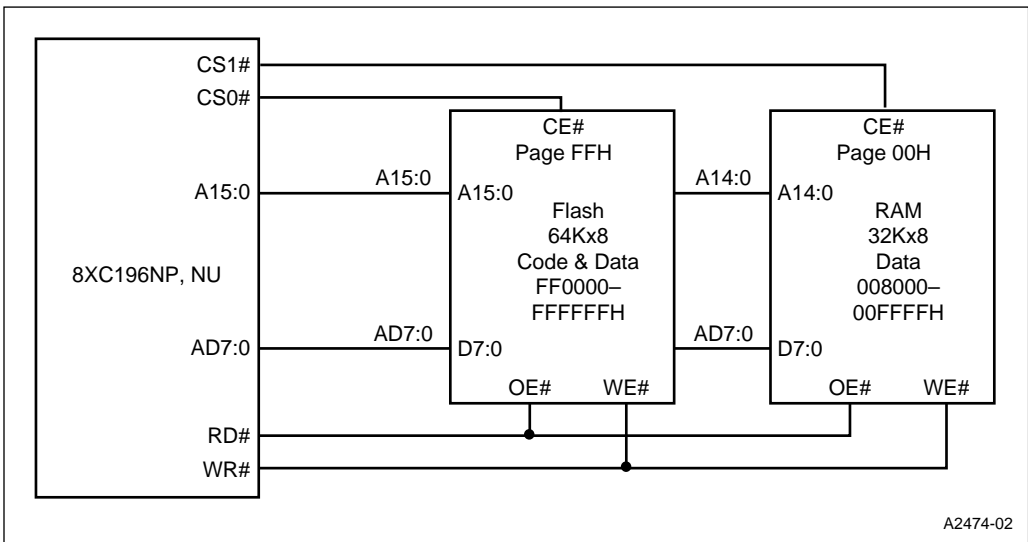 CS1#
CS0#
A15:0
8XC196NP, NU
AD7:0
RD#
WR#
A15:0
AD7:0
CE#
Page FFH
A15:0
Flash
64Kx8
Code & Data
FF0000–
FFFFFFH
D7:0
OE# WE#
A14:0
AD7:0
CE#
Page 00H
A14:0
RAM
32Kx8
Data
008000–
00FFFFH
D7:0
OE# WE#
A2474-02